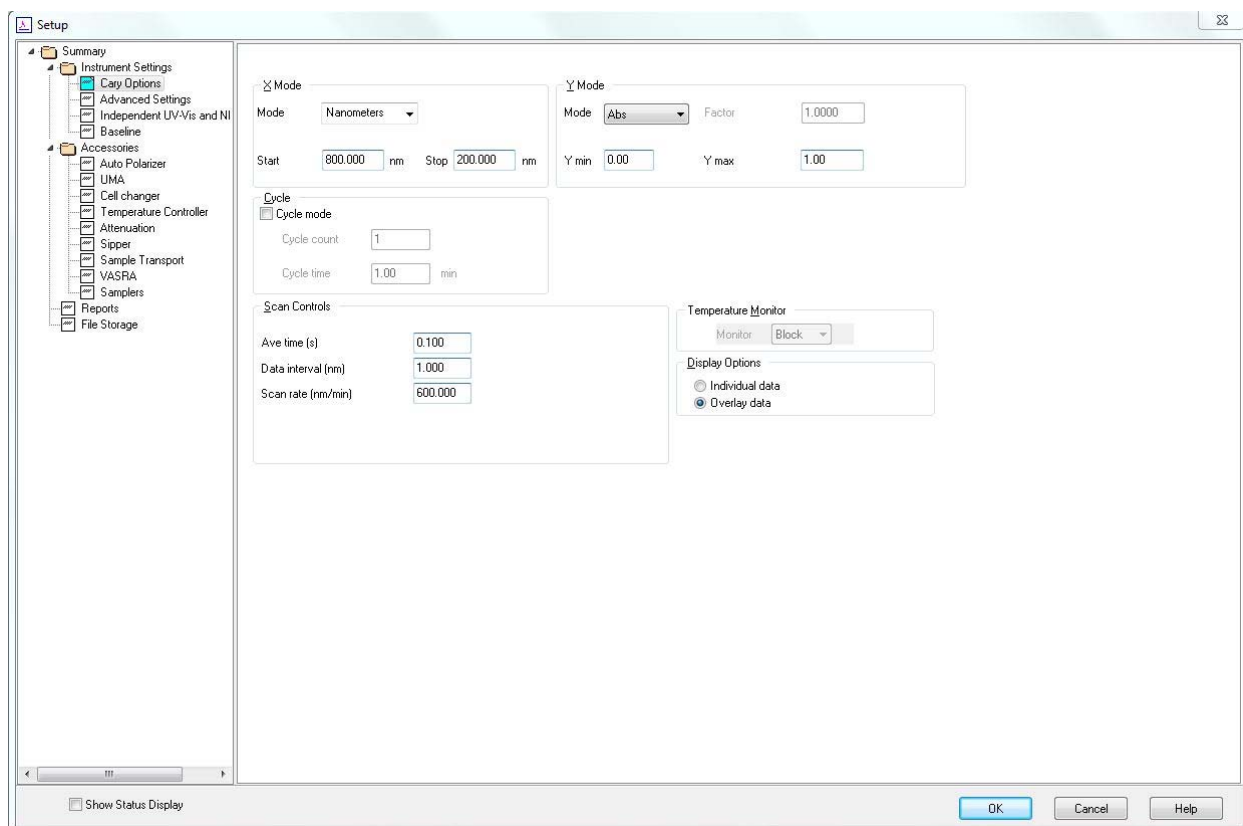 Setup
Summary
Instrument Settings
Cary Options
Advanced Settings
Independent UV-Vis and NI
Baseline
Accessories
Auto Polarizer
UMA
Cell changer
Temperature Controller
Attenuation
Sipper
Sample Transport
VASRA
Samplers
Reports
File Storage
X Mode
Mode Nanometers
Start 800.000 nm Stop 200.000 nm
Y Mode
Mode Abs Factor 1.0000
Y min 0.00 Y max 1.00
Cycle
Cycle mode
Cycle count 1
Cycle time 1.00 min
Scan Controls
Ave time (s) 0.100
Data interval (nm) 1.000
Scan rate (nm/min) 600.000
Temperature Monitor
Monitor Block
Display Options
Individual data
Overlay data
Show Status Display
OK Cancel Help